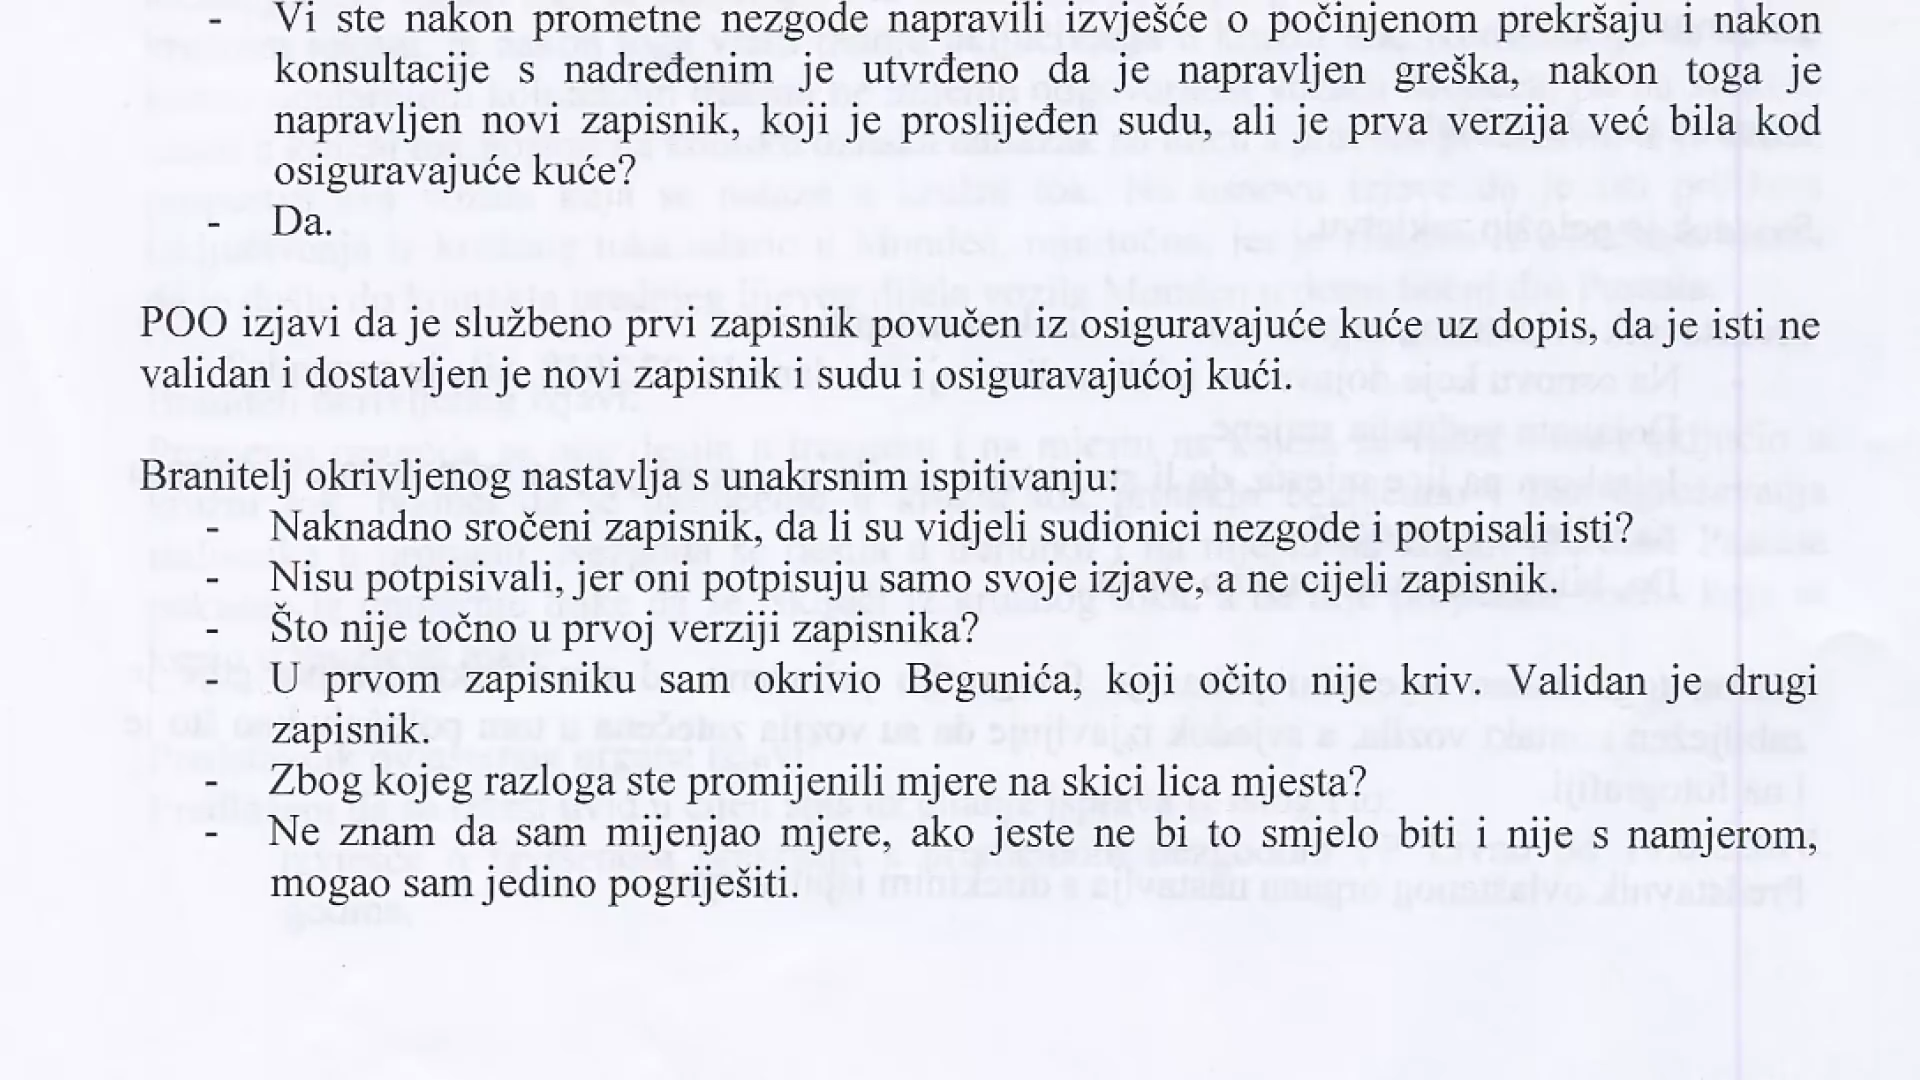 - Vi ste nakon prometne nezgode napravili izvješće o počinjenom prekršaju i nakon
konsultacije s nadređenim je utvrđeno da je napravljen greška, nakon toga je
napravljen novi zapisnik, koji je proslijeđen sudu, ali je prva verzija već bila kod
osiguravajuće kuće?
- Da.
POO izjavi da je službeno prvi zapisnik povučen iz osiguravajuće kuće uz dopis, da je isti ne
validan i dostavljen je novi zapisnik i sudu i osiguravajućoj kući.
Branitelj okrivljenog nastavlja s unakrsnim ispitivanju:
- Naknadno sročeni zapisnik, da li su vidjeli sudionici nezgode i potpisali isti?
- Nisu potpisivali, jer oni potpisuju samo svoje izjave, a ne cijeli zapisnik.
- Što nije točno u prvoj verziji zapisnika?
- U prvom zapisniku sam okrivio Begunića, koji očito nije kriv. Validan je drugi
zapisnik.
- Zbog kojeg razloga ste promijenili mjere na skici lica mjesta?
- Ne znam da sam mijenjao mjere, ako jeste ne bi to smjelo biti i nije s namjerom,
mogao sam jedino pogriješiti.